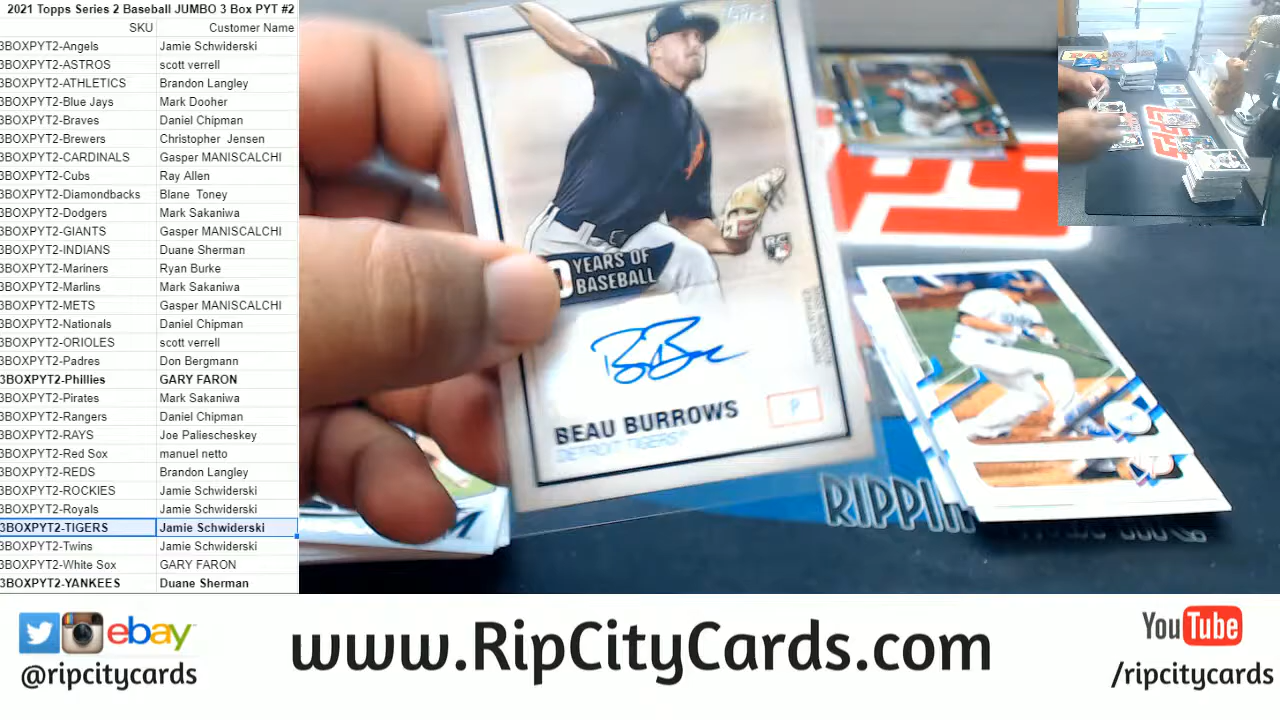 2021 Topps Series 2 Baseball JUMBO 3 Box PYT #2
SKU Customer Name
3BOXPYT2-Angels Jamie Schwiderski
3BOXPYT2-ASTROS scott verrell
3BOXPYT2-ATHLETICS Brandon Langley
3BOXPYT2-Blue Jays Mark Dooher
3BOXPYT2-Braves Daniel Chipman
3BOXPYT2-Brewers Christopher Jensen
3BOXPYT2-CARDINALS Gasper MANISCALCHI
3BOXPYT2-Cubs Ray Allen
3BOXPYT2-Diamondbacks Blane Toney
3BOXPYT2-Dodgers Mark Sakaniwa
3BOXPYT2-GIANTS Gasper MANISCALCHI
3BOXPYT2-INDIANS Duane Sherman
3BOXPYT2-Mariners Ryan Burke
3BOXPYT2-Marlins Mark Sakaniwa
3BOXPYT2-METS Gasper MANISCALCHI
3BOXPYT2-Nationals Daniel Chipman
3BOXPYT2-ORIOLES scott verrell
3BOXPYT2-Padres Don Bergmann
3BOXPYT2-Phillies GARY FARON
3BOXPYT2-Pirates Mark Sakaniwa
3BOXPYT2-Rangers Daniel Chipman
3BOXPYT2-RAYS Joe Paliescheskey
3BOXPYT2-Red Sox manuel netto
3BOXPYT2-REDS Brandon Langley
3BOXPYT2-ROCKIES Jamie Schwiderski
3BOXPYT2-Royals Jamie Schwiderski
3BOXPYT2-TIGERS Jamie Schwiderski
3BOXPYT2-Twins Jamie Schwiderski
3BOXPYT2-White Sox GARY FARON
3BOXPYT2-YANKEES Duane Sherman
YEARS OF
BASEBALL
BEAU BURROWS
DETROIT TIGERS
P
RIPPIN
ebay
@ripcitycards
www.RipCityCards.com
YouTube
/ripcitycards